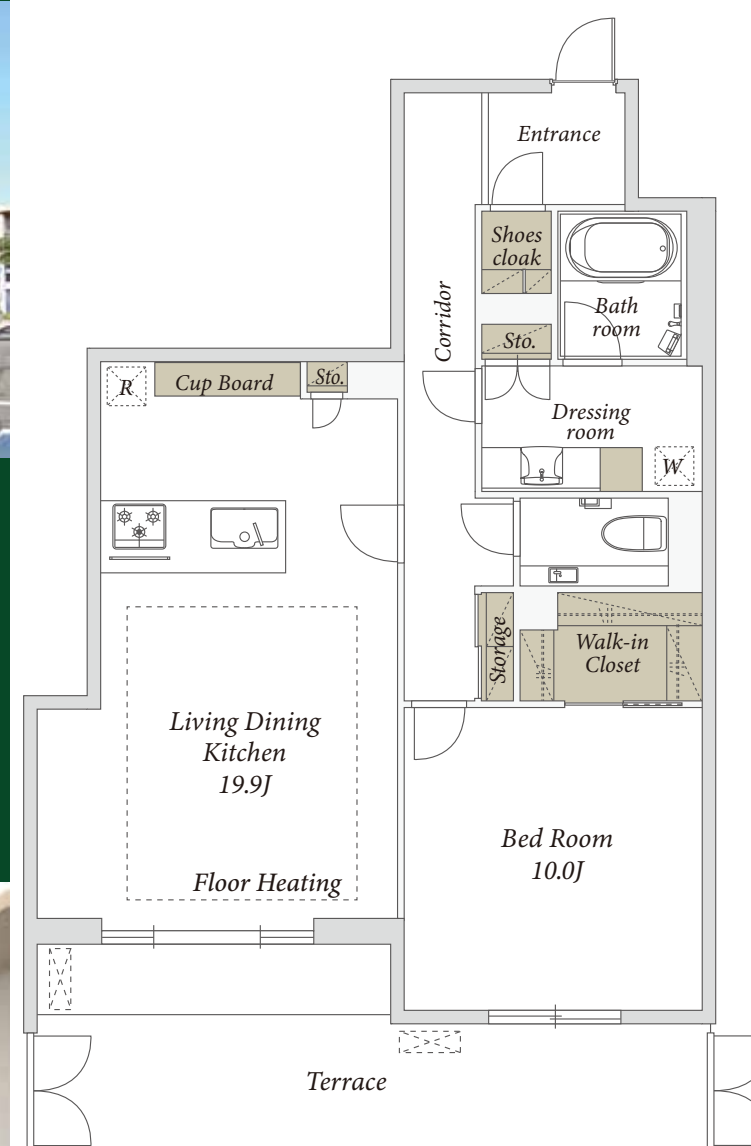 Entrance
Shoes
cloak
Bath
room
Corridor
Sto.
R
Cup Board
Sto.
Dressing
room
W
Storage
Walk-in
Closet
Living Dining
Kitchen
19.9J
Floor Heating
Bed Room
10.0J
Terrace